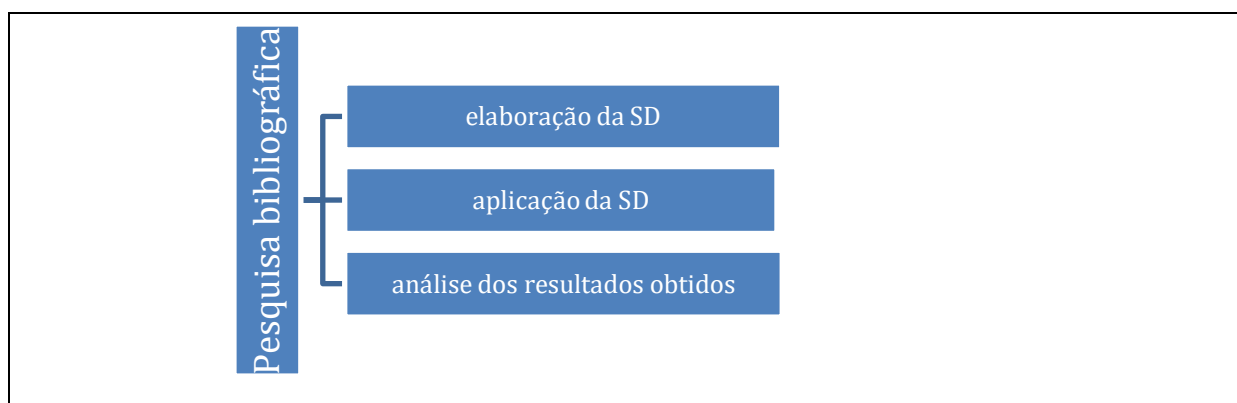 Pesquisa bibliográfica
elaboração da SD
aplicação da SD
análise dos resultados obtidos